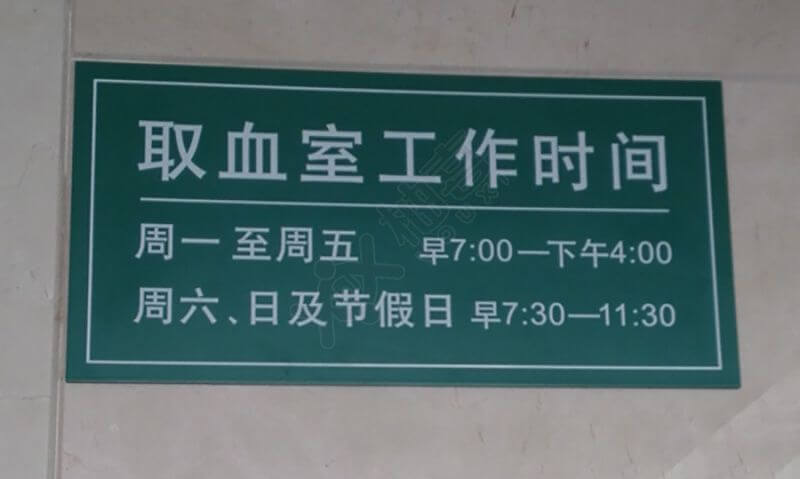 取血室工作时间
周一至周五 早7:00—下午4:00
周六、日及节假日 早7:30—11:30